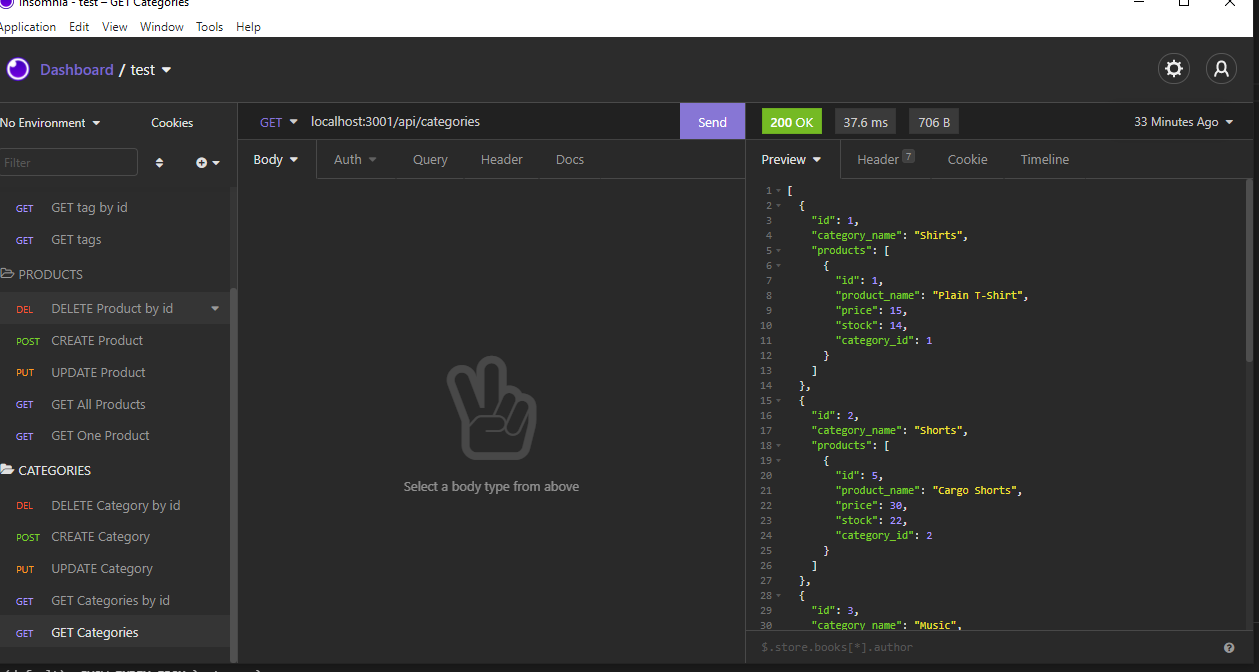 Insomnia - test – GET Categories
Application Edit View Window Tools Help
Dashboard / test
No Environment Cookies
Filter
GET GET tag by id
GET GET tags
PRODUCTS
DEL DELETE Product by id
POST CREATE Product
PUT UPDATE Product
GET GET All Products
GET GET One Product
CATEGORIES
DEL DELETE Category by id
POST CREATE Category
PUT UPDATE Category
GET GET Categories by id
GET GET Categories
GET localhost:3001/api/categories Send
Body Auth Query Header Docs
Select a body type from above
200 OK 37.6 ms 706 B 33 Minutes Ago
Preview Header 7 Cookie Timeline
1 [
2 {
3 "id": 1,
4 "category_name": "Shirts",
5 "products": [
6 {
7 "id": 1,
8 "product_name": "Plain T-Shirt",
9 "price": 15,
10 "stock": 14,
11 "category_id": 1
12 }
13 ]
14 },
15 {
16 "id": 2,
17 "category_name": "Shorts",
18 "products": [
19 {
20 "id": 5,
21 "product_name": "Cargo Shorts",
22 "price": 30,
23 "stock": 22,
24 "category_id": 2
25 }
26 ]
27 },
28 {
29 "id": 3,
30 "category_name": "Music",
$.store.books[*].author